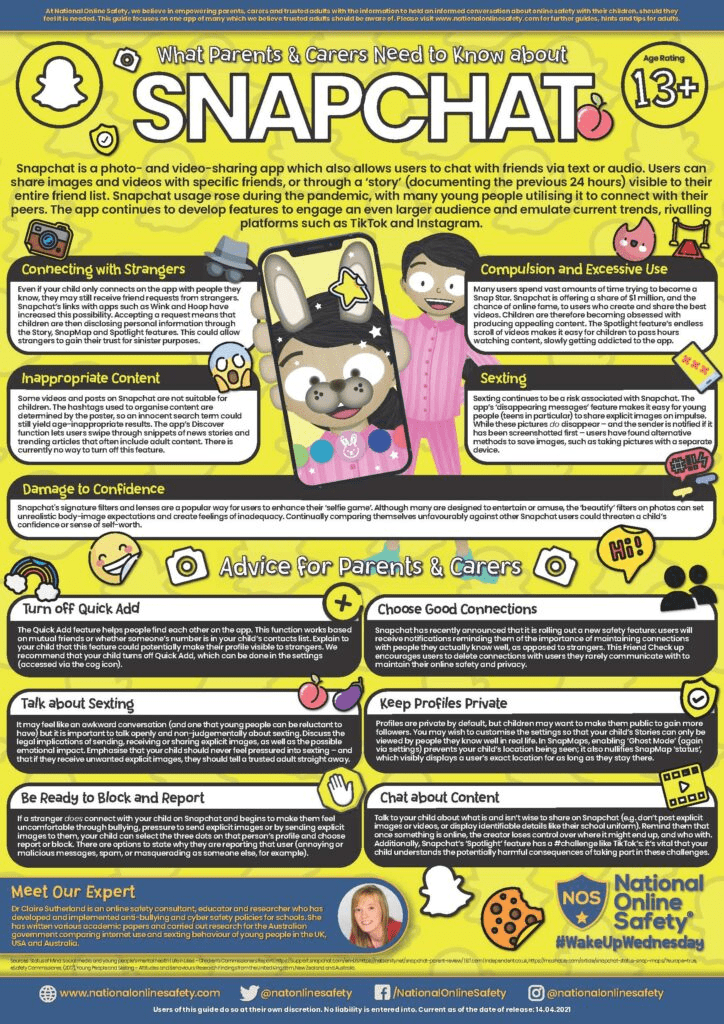 At National Online Safety, we believe in empowering parents, carers and trusted adults with the information to hold an informed conversation about online safety with their children, should they
feel it is needed. This guide focuses on one app of many which we believe trusted adults should be aware of. Please visit www.nationalonlinesafety.com for further guides, hints and tips for adults.
What Parents & Carers Need to Know about
SNAPCHAT
Age Rating
13+
Snapchat is a photo- and video-sharing app which also allows users to chat with friends via text or audio. Users can
share images and videos with specific friends, or through a ‘story’ (documenting the previous 24 hours) visible to their
entire friend list. Snapchat usage rose during the pandemic, with many young people utilising it to connect with their
peers. The app continues to develop features to engage an even larger audience and emulate current trends, rivalling
platforms such as TikTok and Instagram.
Connecting with Strangers
Even if your child only connects on the app with people they
know, they may still receive friend requests from strangers.
Snapchat's links with apps such as Wink and Hoop have
increased this possibility. Accepting a request means that
children are then disclosing personal information through
the Story, SnapMap and Spotlight features. This could allow
strangers to gain their trust for sinister purposes.
Compulsion and Excessive Use
Many users spend vast amounts of time trying to become a
Snap Star. Snapchat is offering a share of $1 million, and the
chance of online fame, to users who create and share the best
videos. Children are therefore becoming obsessed with
producing appealing content. The Spotlight feature's endless
scroll of videos makes it easy for children to pass hours
watching content, slowly getting addicted to the app.
Inappropriate Content
Some videos and posts on Snapchat are not suitable for
children. The hashtags used to organise content are
determined by the poster, so an innocent search term could
still yield age-inappropriate results. The app's Discover
function lets users swipe through snippets of news stories and
trending articles that often include adult content. There is
currently no way to turn off this feature.
Sexting
Sexting continues to be a risk associated with Snapchat. The
app's ‘disappearing messages’ feature makes it easy for young
people (teens in particular) to share explicit images on impulse.
While these pictures do disappear – and the sender is notified if it
has been screenshotted first – users have found alternative
methods to save images, such as taking pictures with a separate
device.
Damage to Confidence
Snapchat's signature filters and lenses are a popular way for users to enhance their ‘selfie game’. Although many are designed to entertain or amuse, the ‘beautify’ filters on photos can set
unrealistic body-image expectations and create feelings of inadequacy. Continually comparing themselves unfavourably against other Snapchat users could threaten a child's
confidence or sense of self-worth.
Advice for Parents & Carers
Hi!
Turn off Quick Add
The Quick Add feature helps people find each other on the app. This function works based
on mutual friends or whether someone's number is in your child's contacts list. Explain to
your child that this feature could potentially make their profile visible to strangers. We
recommend that your child turns off Quick Add, which can be done in the settings
(accessed via the cog icon).
Choose Good Connections
Snapchat has recently announced that it is rolling out a new safety feature: users will
receive notifications reminding them of the importance of maintaining connections
with people they actually know well, as opposed to strangers. This Friend Check up
encourages users to delete connections with users they rarely communicate with to
maintain their online safety and privacy.
Talk about Sexting
It may feel like an awkward conversation (and one that young people can be reluctant to
have) but it is important to talk openly and non-judgementally about sexting. Discuss the
legal implications of sending, receiving or sharing explicit images, as well as the possible
emotional impact. Emphasise that your child should never feel pressured into sexting – and
that if they receive unwanted explicit images, they should tell a trusted adult straight away.
Keep Profiles Private
Profiles are private by default, but children may want to make them public to gain more
followers. You may wish to customise the settings so that your child's Stories can only be
viewed by people they know well in real life. In SnapMaps, enabling ‘Ghost Mode’ (again
via settings) prevents your child's location being seen; it also nullifies SnapMap ‘status’,
which visibly displays a user's exact location for as long as they stay there.
Be Ready to Block and Report
If a stranger does connect with your child on Snapchat and begins to make them feel
uncomfortable through bullying, pressure to send explicit images or by sending explicit
images to them, your child can select the three dots on that person's profile and choose
report or block. There are options to state why they are reporting that user (annoying or
malicious messages, spam, or masquerading as someone else, for example).
Chat about Content
Talk to your child about what is and isn't wise to share on Snapchat (e.g. don't post explicit
images or videos, or display identifiable details like their school uniform). Remind them that
once something is online, the creator loses control over where it might end up, and who with.
Additionally, Snapchat's ‘Spotlight’ feature has a #challenge like TikTok's: it's vital that your
child understands the potentially harmful consequences of taking part in these challenges.
Meet Our Expert
Dr Claire Sutherland is an online safety consultant, educator and researcher who has
developed and implemented anti-bullying and cyber safety policies for schools. She
has written various academic papers and carried out research for the Australian
government comparing internet use and sexting behaviour of young people in the UK,
USA and Australia.
NOS
National
Online
Safety®
#WakeUpWednesday
www.nationalonlinesafety.com
@natonlinesafety
/NationalOnlineSafety
@nationalonlinesafety
Users of this guide do so at their own discretion. No liability is entered into. Current as of the date of release: 14.04.2021